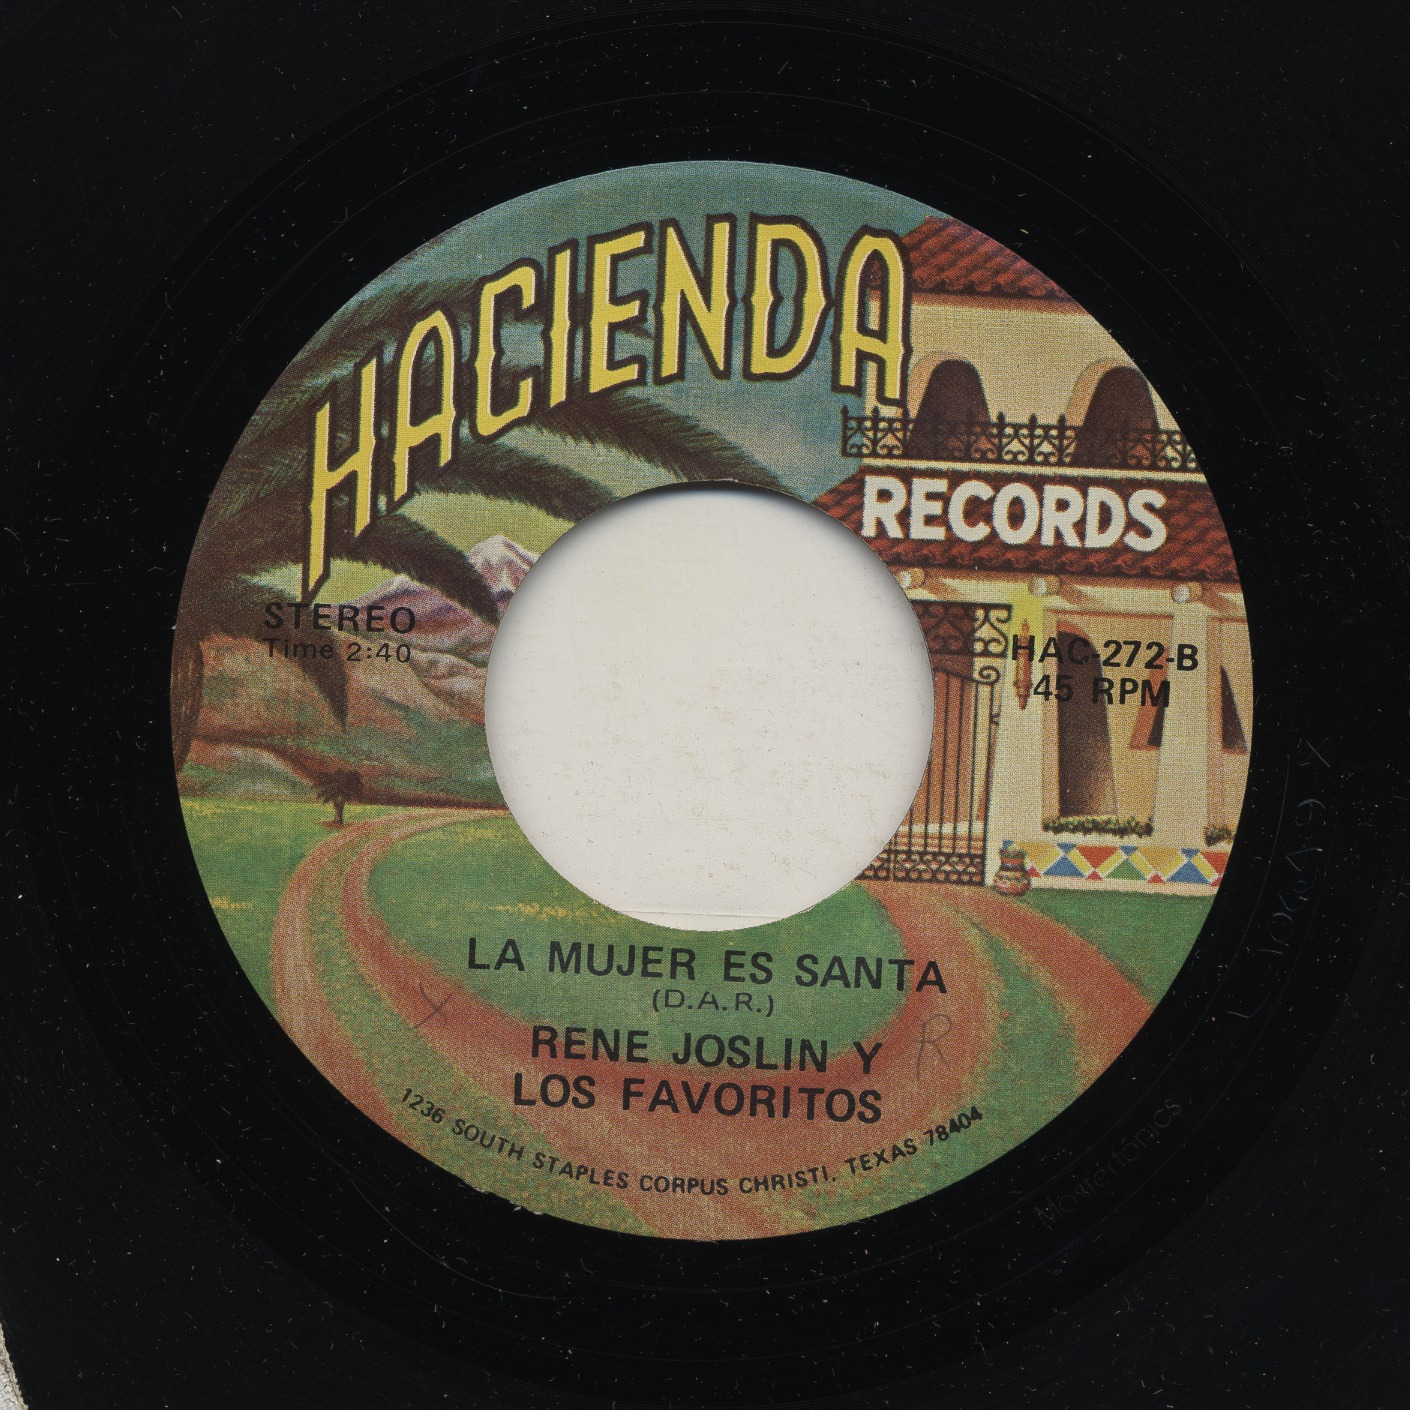 HACIENDA
RECORDS
STEREO
Time 2:40
HAC-272-B
45 RPM
LA MUJER ES SANTA
(D.A.R.)
RENE JOSLIN Y
LOS FAVORITOS
R
1236 SOUTH STAPLES CORPUS CHRISTI, TEXAS 78404